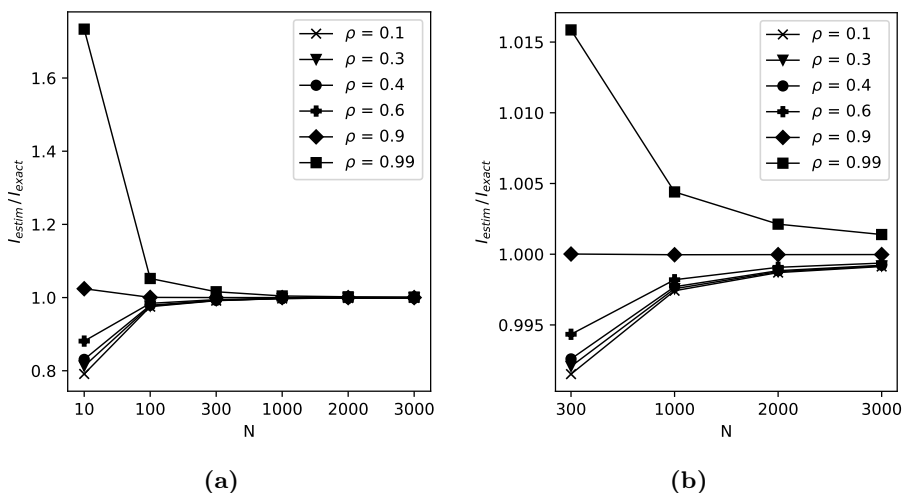 1.6
1.4
1.2
1.0
0.8
I_estim / I_exact
10 100 300 1000 2000 3000
N
ρ = 0.1
ρ = 0.3
ρ = 0.4
ρ = 0.6
ρ = 0.9
ρ = 0.99
(a)
1.015
1.010
1.005
1.000
0.995
I_estim / I_exact
300 1000 2000 3000
N
ρ = 0.1
ρ = 0.3
ρ = 0.4
ρ = 0.6
ρ = 0.9
ρ = 0.99
(b)